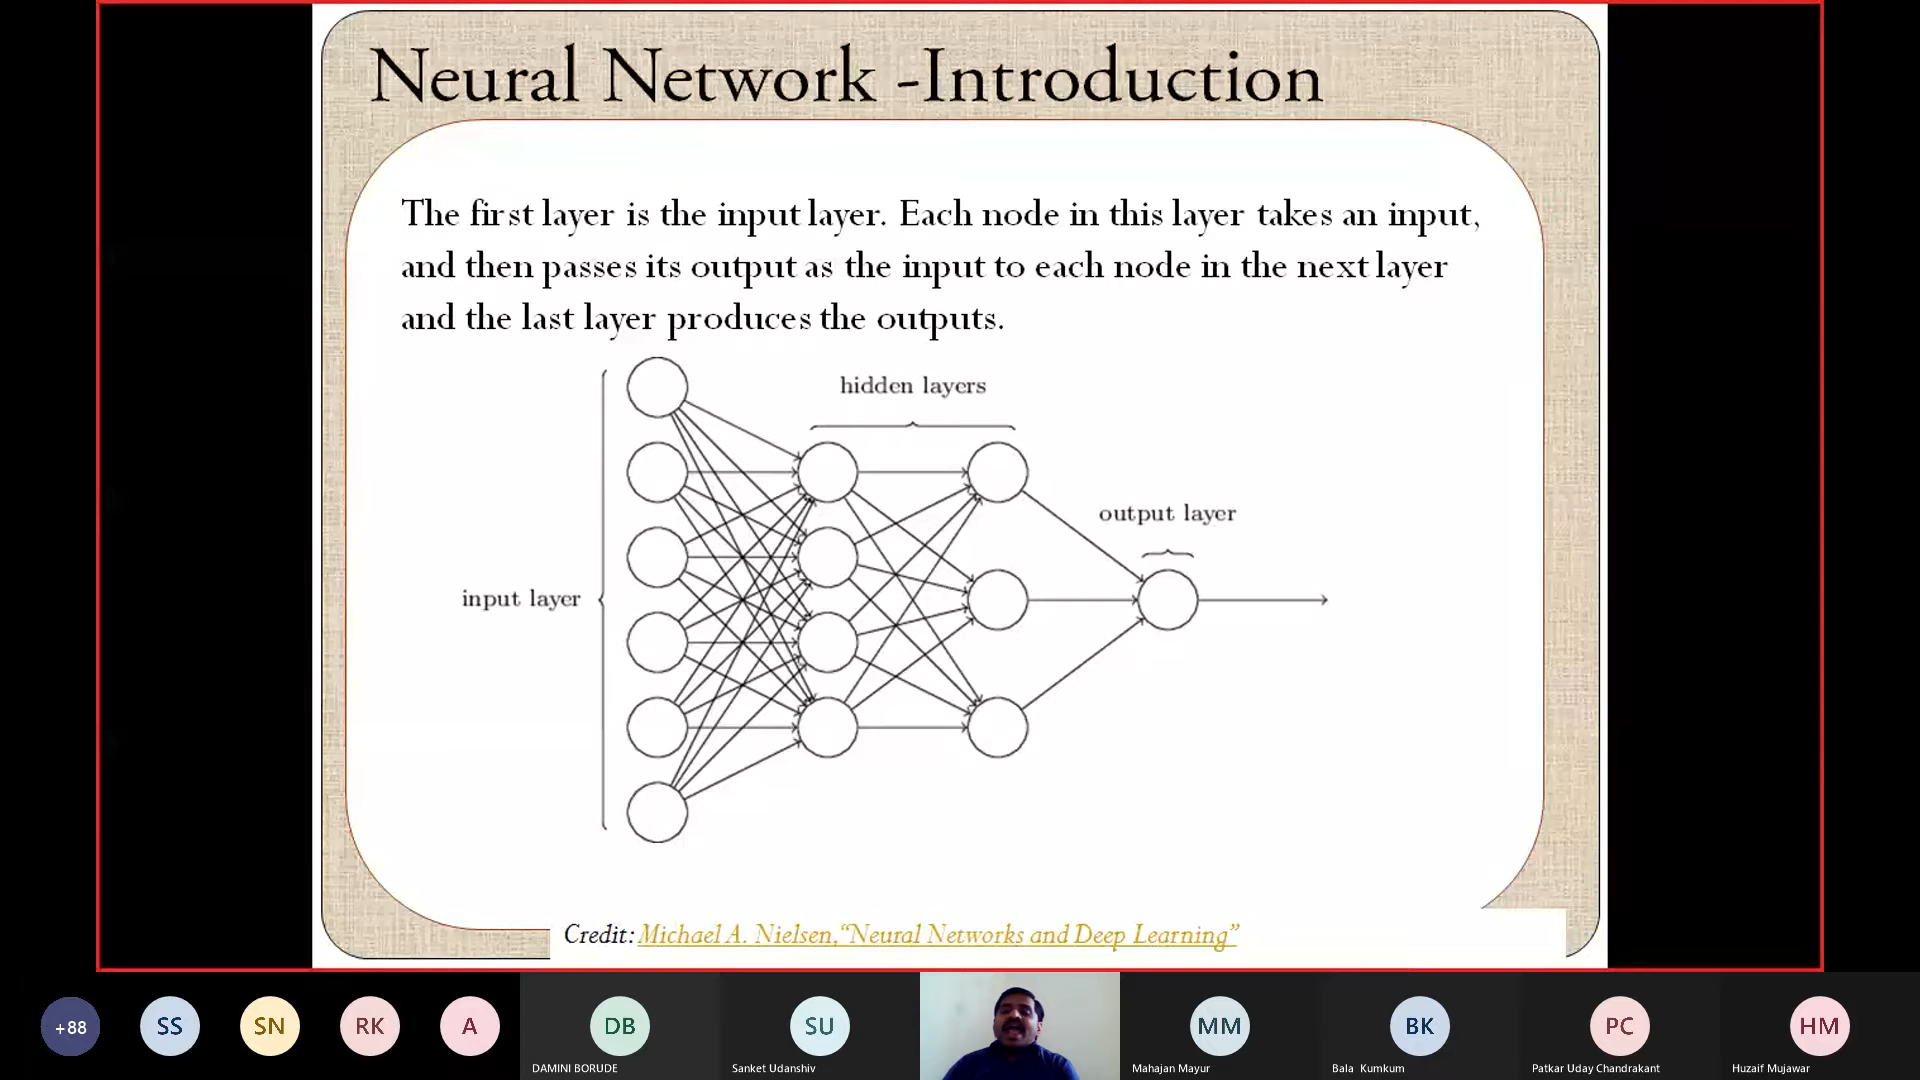 Neural Network -Introduction
The first layer is the input layer. Each node in this layer takes an input,
and then passes its output as the input to each node in the next layer
and the last layer produces the outputs.
hidden layers
output layer
input layer
Credit: Michael A. Nielsen,“Neural Networks and Deep Learning”
+88
SS
SN
RK
A
DB
SU
MM
BK
PC
HM
DAMINI BORUDE
Sanket Udanshiv
Mahajan Mayur
Bala Kumkum
Patkar Uday Chandrakant
Huzaif Mujawar